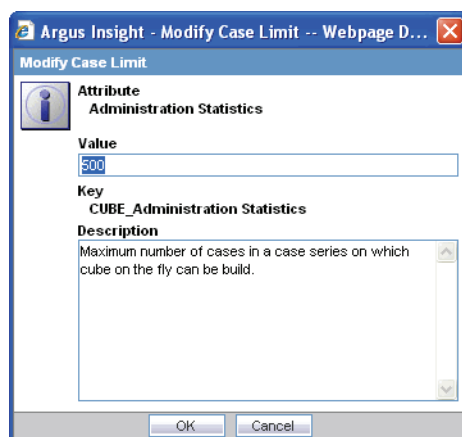 Argus Insight - Modify Case Limit -- Webpage D...
Modify Case Limit
Attribute
Administration Statistics
Value
500
Key
CUBE_Administration Statistics
Description
Maximum number of cases in a case series on which
cube on the fly can be build.
OK
Cancel